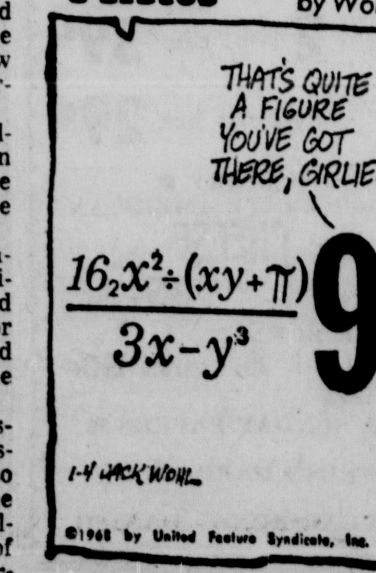 by Wo
THAT'S QUITE
A FIGURE
YOU'VE GOT
THERE, GIRLIE
16₂x²÷(xy+π)
3x-y³
9
1-4 JACK WOHL
©1968 by United Feature Syndicate, Inc.